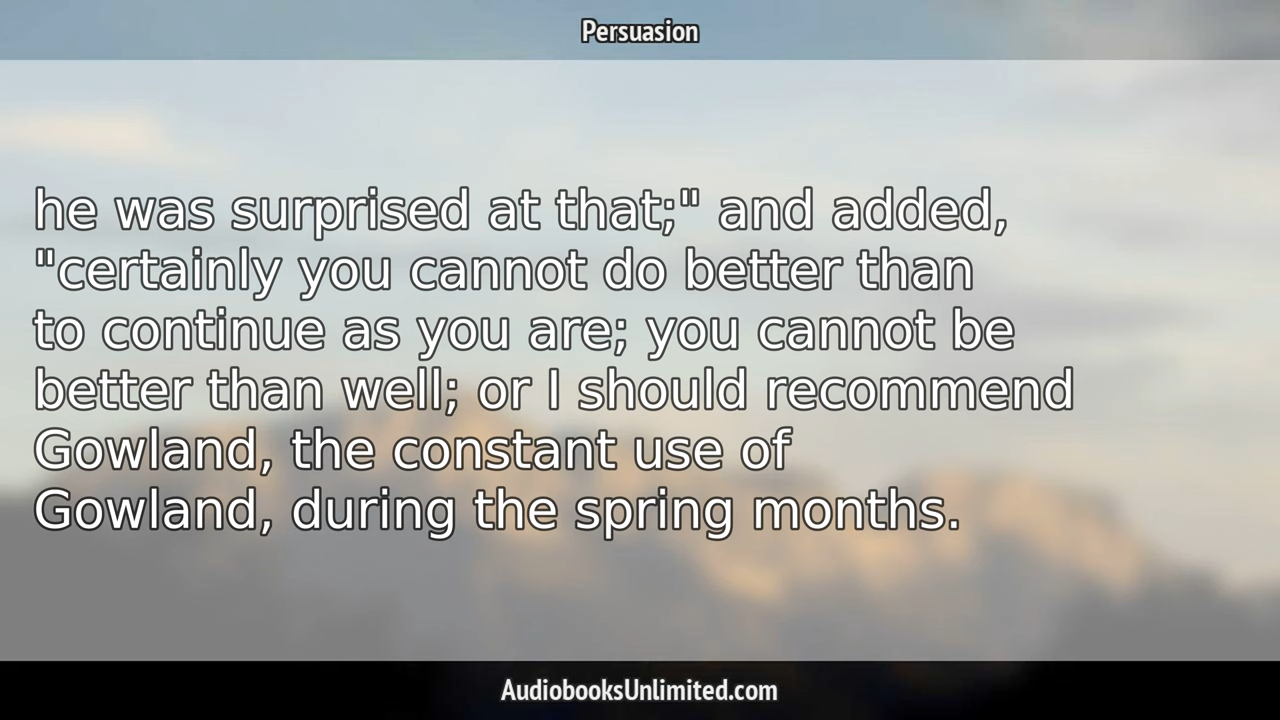 Persuasion
he was surprised at that;" and added,
"certainly you cannot do better than
to continue as you are; you cannot be
better than well; or I should recommend
Gowland, the constant use of
Gowland, during the spring months.
AudiobooksUnlimited.com